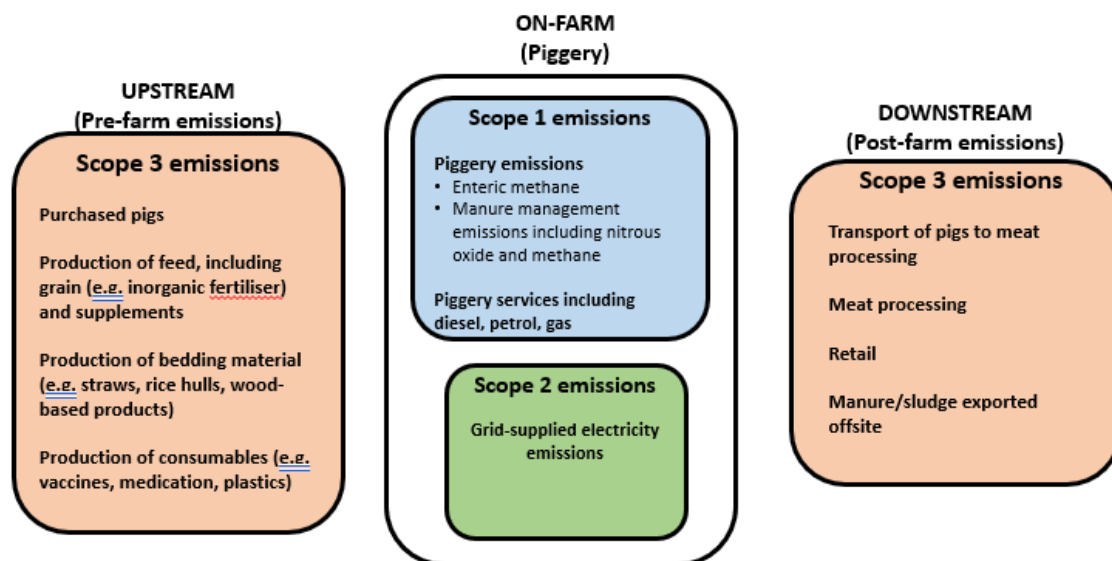 UPSTREAM
(Pre-farm emissions)
Scope 3 emissions
Purchased pigs
Production of feed, including
grain (e.g. inorganic fertiliser)
and supplements
Production of bedding material
(e.g. straws, rice hulls, wood-
based products)
Production of consumables (e.g.
vaccines, medication, plastics)
ON-FARM
(Piggery)
Scope 1 emissions
Piggery emissions
• Enteric methane
• Manure management
emissions including nitrous
oxide and methane
Piggery services including
diesel, petrol, gas
Scope 2 emissions
Grid-supplied electricity
emissions
DOWNSTREAM
(Post-farm emissions)
Scope 3 emissions
Transport of pigs to meat
processing
Meat processing
Retail
Manure/sludge exported
offsite